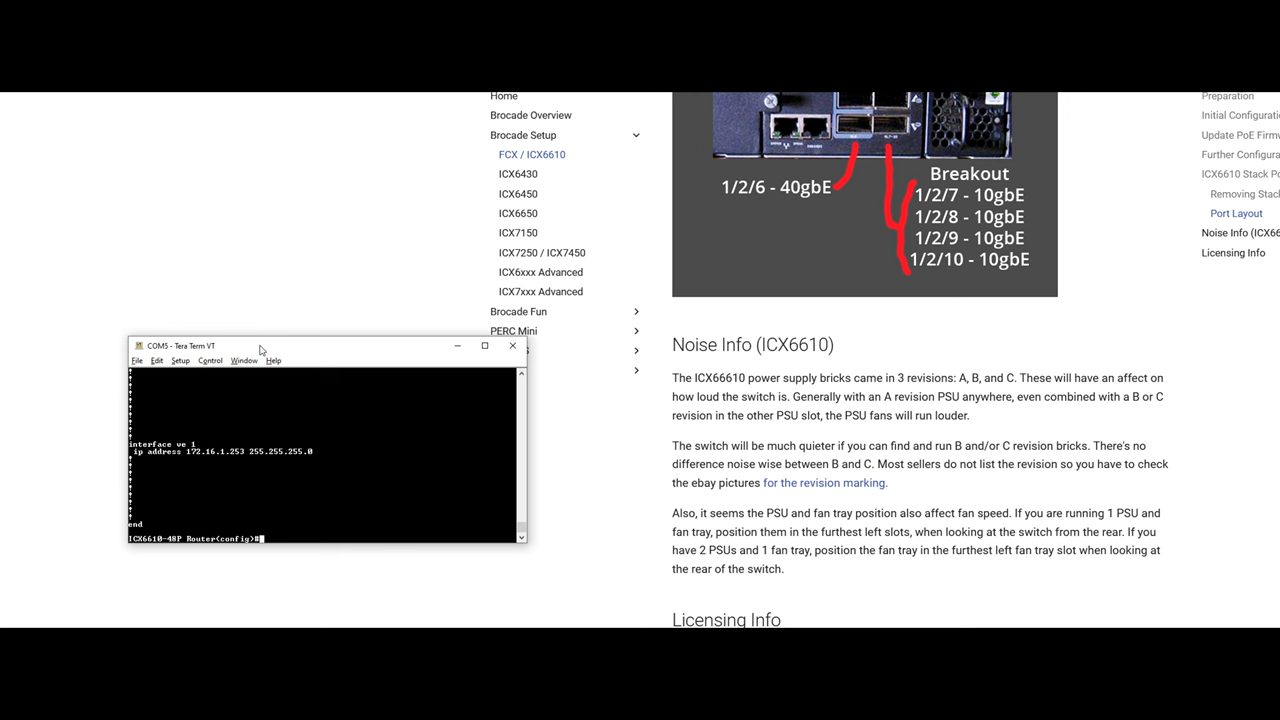 Home
Brocade Overview
Brocade Setup
FCX / ICX6610
ICX6430
ICX6450
ICX6650
ICX7150
ICX7250 / ICX7450
ICX6xxx Advanced
ICX7xxx Advanced
Brocade Fun
PERC Mini
S
COM5 - Tera Term VT
File Edit Setup Control Window Help
interface ve 1
ip address 172.16.1.253 255.255.255.0
!
end
ICX6610-48P Router(config)#
1/2/6 - 40gbE
Breakout
1/2/7 - 10gbE
1/2/8 - 10gbE
1/2/9 - 10gbE
1/2/10 - 10gbE
Noise Info (ICX6610)
The ICX66610 power supply bricks came in 3 revisions: A, B, and C. These will have an affect on
how loud the switch is. Generally with an A revision PSU anywhere, even combined with a B or C
revision in the other PSU slot, the PSU fans will run louder.
The switch will be much quieter if you can find and run B and/or C revision bricks. There's no
difference noise wise between B and C. Most sellers do not list the revision so you have to check
the ebay pictures for the revision marking.
Also, it seems the PSU and fan tray position also affect fan speed. If you are running 1 PSU and
fan tray, position them in the furthest left slots, when looking at the switch from the rear. If you
have 2 PSUs and 1 fan tray, position the fan tray in the furthest left fan tray slot when looking at
the rear of the switch.
Licensing Info
Preparation
Initial Configurati
Update PoE Firmw
Further Configura
ICX6610 Stack Po
Removing Stack
Port Layout
Noise Info (ICX66
Licensing Info